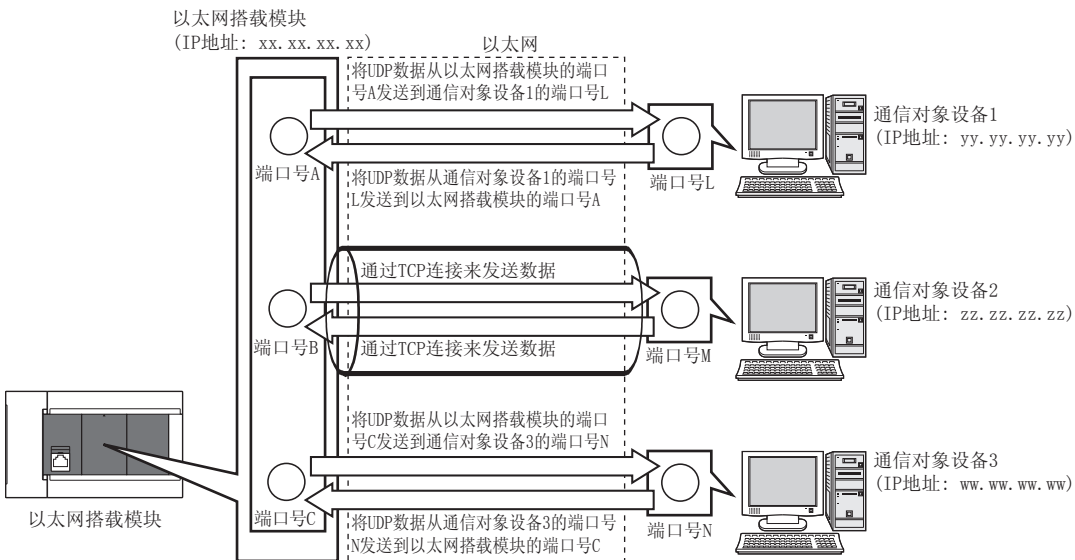 以太网搭载模块
(IP地址: xx.xx.xx.xx)
以太网
将UDP数据从以太网搭载模块的端口
号A发送到通信对象设备1的端口号L
端口号A
将UDP数据从通信对象设备1的端口号
L发送到以太网搭载模块的端口号A
端口号L
通信对象设备1
(IP地址: yy.yy.yy.yy)
通过TCP连接来发送数据
端口号B
通过TCP连接来发送数据
端口号M
通信对象设备2
(IP地址: zz.zz.zz.zz)
将UDP数据从以太网搭载模块的端口
号C发送到通信对象设备3的端口号N
端口号C
将UDP数据从通信对象设备3的端口号
N发送到以太网搭载模块的端口号C
端口号N
通信对象设备3
(IP地址: ww.ww.ww.ww)
以太网搭载模块